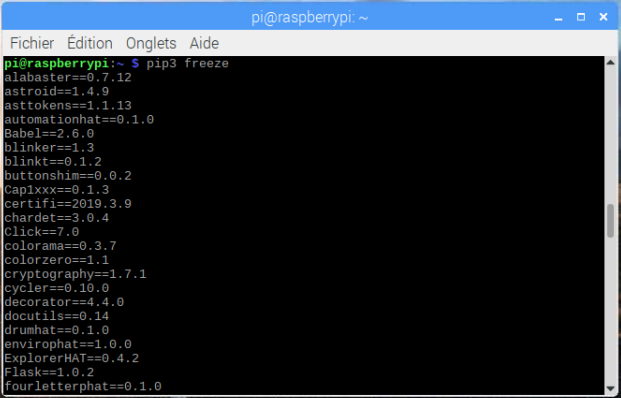 pi@raspberrypi: ~
Fichier Édition Onglets Aide
pi@raspberrypi:~ $ pip3 freeze
alabaster==0.7.12
astroid==1.4.9
asttokens==1.1.13
automationhat==0.1.0
Babel==2.6.0
blinker==1.3
blinkt==0.1.2
buttonshim==0.0.2
Cap1xxx==0.1.3
certifi==2019.3.9
chardet==3.0.4
Click==7.0
colorama==0.3.7
colorzero==1.1
cryptography==1.7.1
cycler==0.10.0
decorator==4.4.0
docutils==0.14
drumhat==0.1.0
envirophat==1.0.0
ExplorerHAT==0.4.2
Flask==1.0.2
fourletterphat==0.1.0